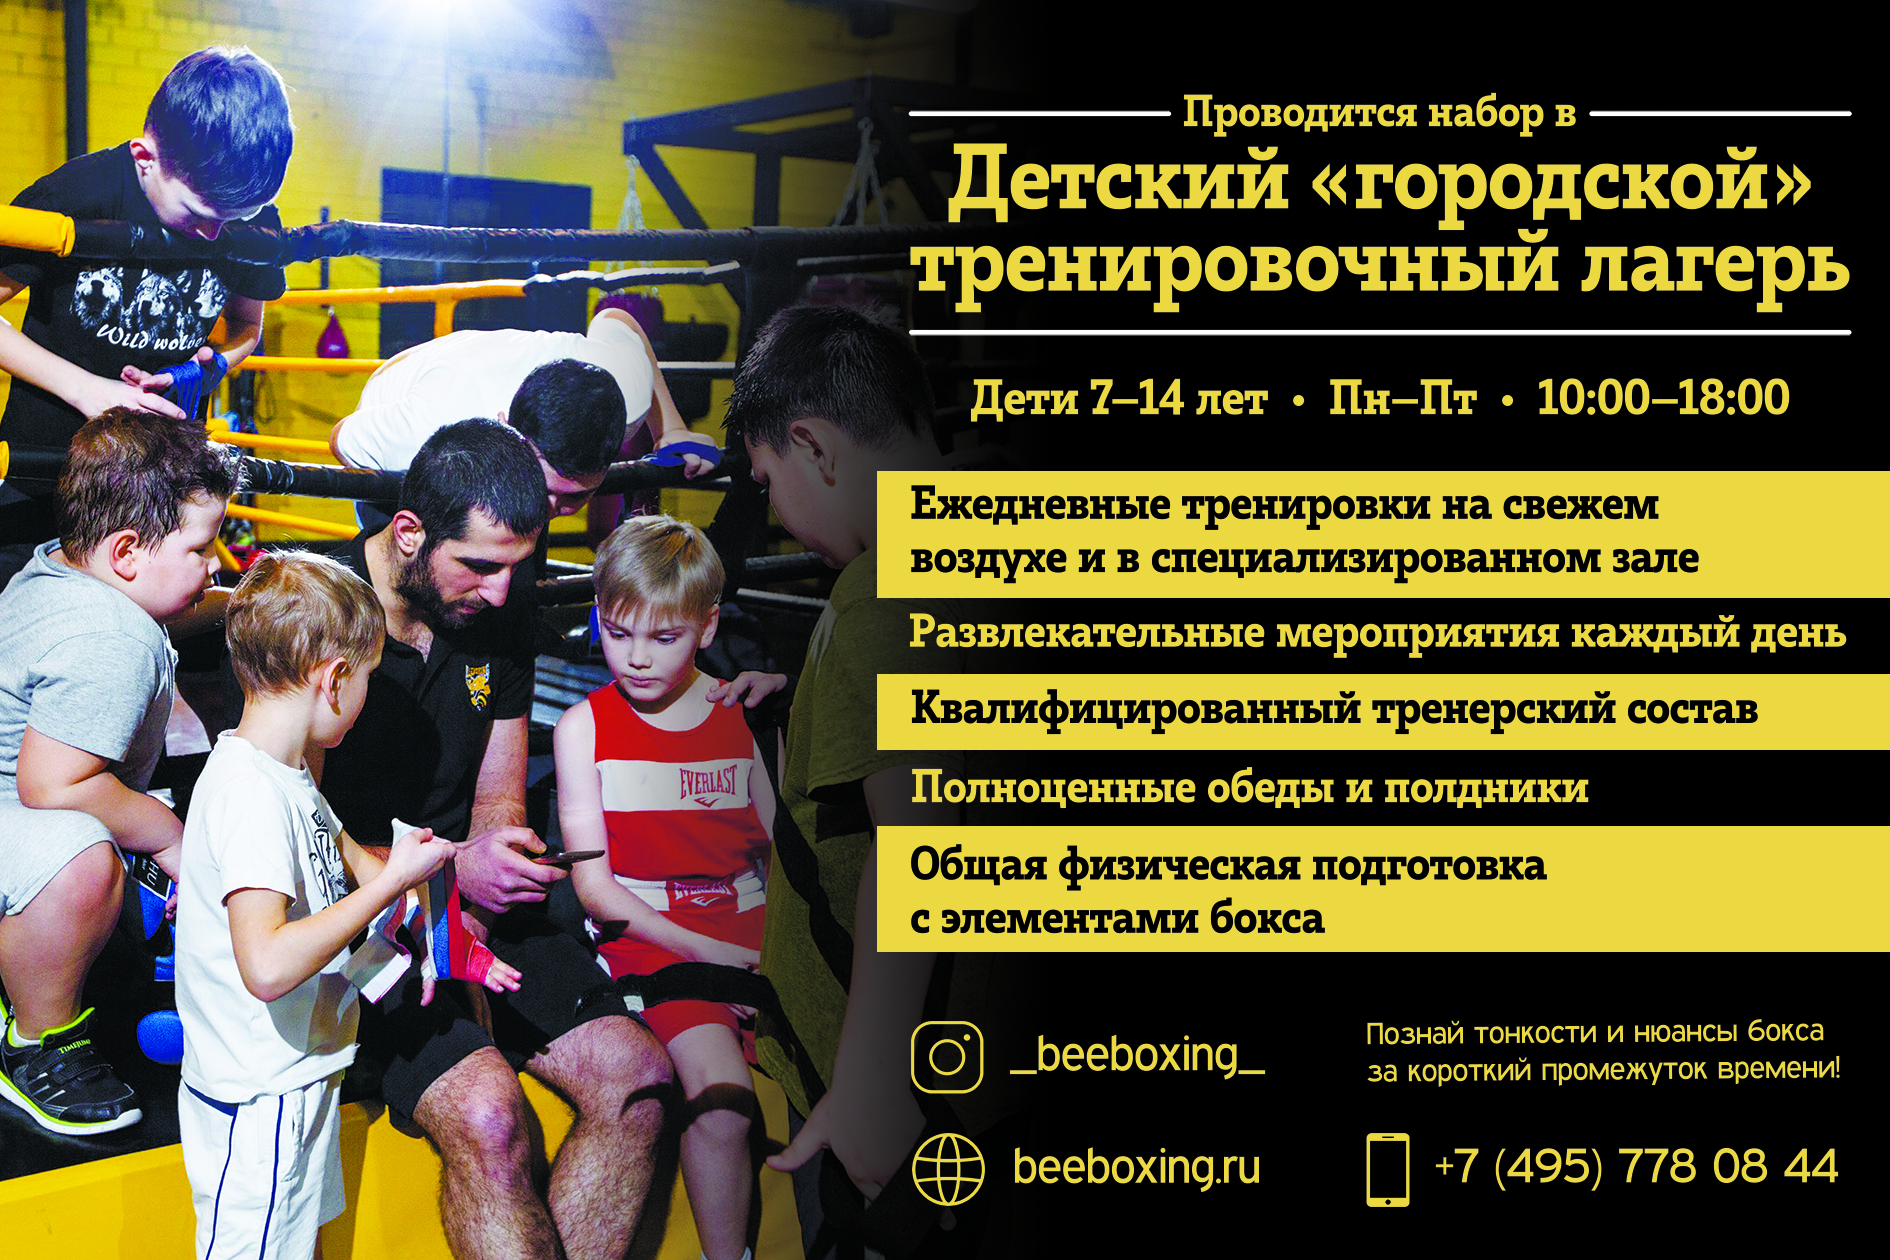 Проводится набор в
Детский «городской»
тренировочный лагерь
Дети 7–14 лет • Пн–Пт • 10:00–18:00
Ежедневные тренировки на свежем
воздухе и в специализированном зале
Развлекательные мероприятия каждый день
Квалифицированный тренерский состав
Полноценные обеды и полдники
Общая физическая подготовка
с элементами бокса
_beeboxing_
Познай тонкости и нюансы бокса
за короткий промежуток времени!
beeboxing.ru
+7 (495) 778 08 44
Wild wolves
EVERLAST
EVERLAST